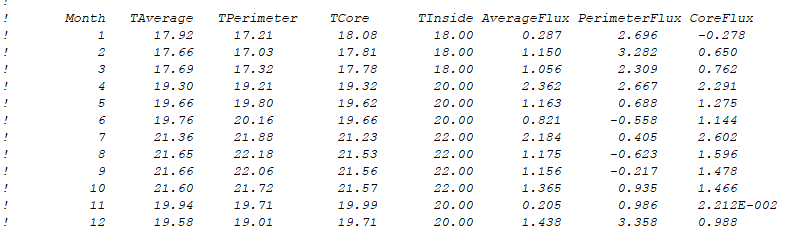 !
! Month TAverage TPerimeter TCore TInside AverageFlux PerimeterFlux CoreFlux
! 1 17.92 17.21 18.08 18.00 0.287 2.696 -0.278
! 2 17.66 17.03 17.81 18.00 1.150 3.282 0.650
! 3 17.69 17.32 17.78 18.00 1.056 2.309 0.762
! 4 19.30 19.21 19.32 20.00 2.362 2.667 2.291
! 5 19.66 19.80 19.62 20.00 1.163 0.688 1.275
! 6 19.76 20.16 19.66 20.00 0.821 -0.558 1.144
! 7 21.36 21.88 21.23 22.00 2.184 0.405 2.602
! 8 21.65 22.18 21.53 22.00 1.175 -0.623 1.596
! 9 21.66 22.06 21.56 22.00 1.156 -0.217 1.478
! 10 21.60 21.72 21.57 22.00 1.365 0.935 1.466
! 11 19.94 19.71 19.99 20.00 0.205 0.986 2.212E-002
! 12 19.58 19.01 19.71 20.00 1.438 3.358 0.988